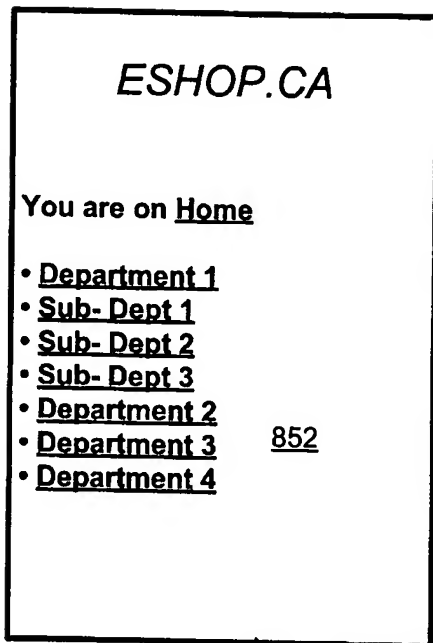 ESHOP.CA
You are on Home
• Department 1
• Sub- Dept 1
• Sub- Dept 2
• Sub- Dept 3
• Department 2
• Department 3 852
• Department 4